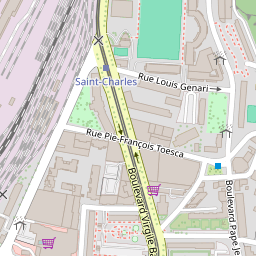 Rue Louis Genari
Saint-Charles
Rue Pie-François Toesca
Boulevard Virgile Ba
Boulevard Pape Je